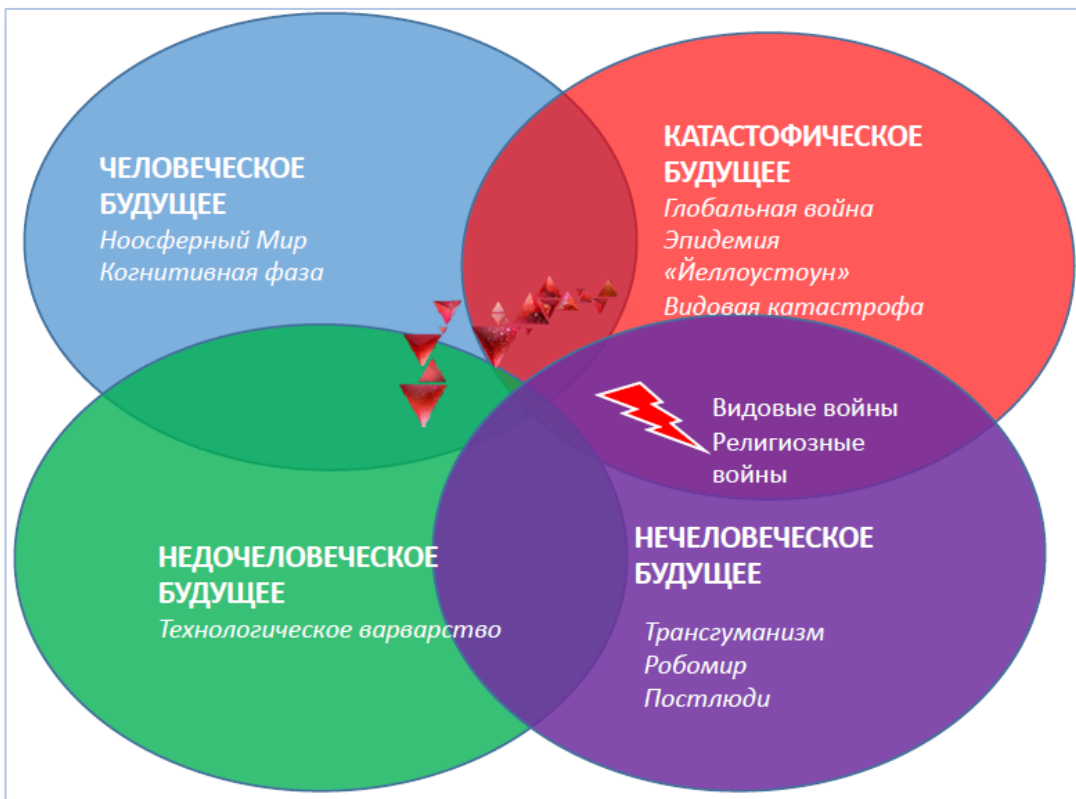 ЧЕЛОВЕЧЕСКОЕ
БУДУЩЕЕ
Ноосферный Мир
Когнитивная фаза
КАТАСТОФИЧЕСКОЕ
БУДУЩЕЕ
Глобальная война
Эпидемия
«Йеллоустоун»
Видовая катастрофа
Видовые войны
Религиозные
войны
НЕДОЧЕЛОВЕЧЕСКОЕ
БУДУЩЕЕ
Технологическое варварство
НЕЧЕЛОВЕЧЕСКОЕ
БУДУЩЕЕ
Трансгуманизм
Робомир
Постлюди